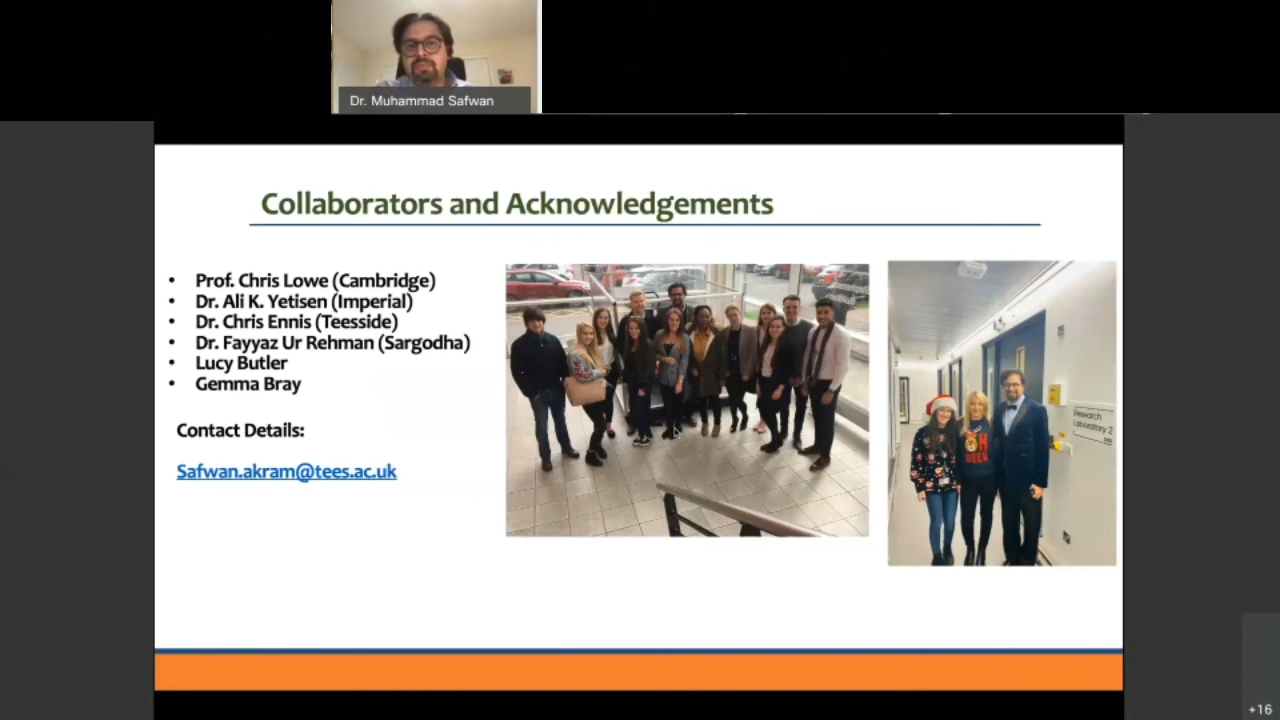 Dr. Muhammad Safwan
Collaborators and Acknowledgements
• Prof. Chris Lowe (Cambridge)
• Dr. Ali K. Yetisen (Imperial)
• Dr. Chris Ennis (Teesside)
• Dr. Fayyaz Ur Rehman (Sargodha)
• Lucy Butler
• Gemma Bray
Contact Details:
Safwan.akram@tees.ac.uk
Research
Laboratory 2
+16